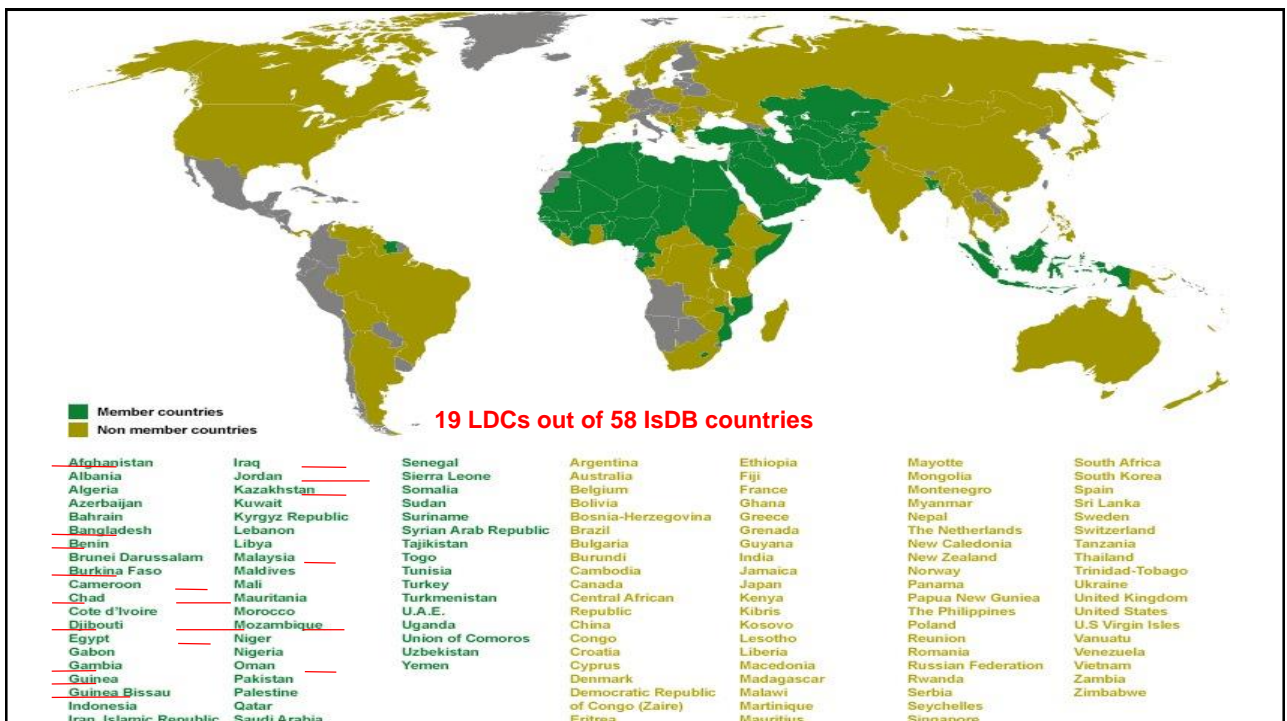 Member countries
Non member countries
19 LDCs out of 58 IsDB countries
Afghanistan
Albania
Algeria
Azerbaijan
Bahrain
Bangladesh
Benin
Brunei Darussalam
Burkina Faso
Cameroon
Chad
Cote d'Ivoire
Djibouti
Egypt
Gabon
Gambia
Guinea
Guinea Bissau
Indonesia
Iran, Islamic Republic
Iraq
Jordan
Kazakhstan
Kuwait
Kyrgyz Republic
Lebanon
Libya
Malaysia
Maldives
Mali
Mauritania
Morocco
Mozambique
Niger
Nigeria
Oman
Pakistan
Palestine
Qatar
Saudi Arabia
Senegal
Sierra Leone
Somalia
Sudan
Suriname
Syrian Arab Republic
Tajikistan
Togo
Tunisia
Turkey
Turkmenistan
U.A.E.
Uganda
Union of Comoros
Uzbekistan
Yemen
Argentina
Australia
Belgium
Bolivia
Bosnia-Herzegovina
Brazil
Bulgaria
Burundi
Cambodia
Canada
Central African
Republic
China
Congo
Croatia
Cyprus
Denmark
Democratic Republic
of Congo (Zaire)
Eritrea
Ethiopia
Fiji
France
Ghana
Greece
Grenada
Guyana
India
Jamaica
Japan
Kenya
Kibris
Kosovo
Lesotho
Liberia
Macedonia
Madagascar
Malawi
Martinique
Mauritius
Mayotte
Mongolia
Montenegro
Myanmar
Nepal
The Netherlands
New Caledonia
New Zealand
Norway
Panama
Papua New Guniea
The Philippines
Poland
Reunion
Romania
Russian Federation
Rwanda
Serbia
Seychelles
Singapore
South Africa
South Korea
Spain
Sri Lanka
Sweden
Switzerland
Tanzania
Thailand
Trinidad-Tobago
Ukraine
United Kingdom
United States
U.S Virgin Isles
Vanuatu
Venezuela
Vietnam
Zambia
Zimbabwe